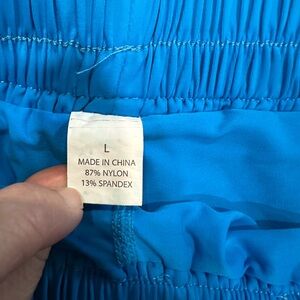 L
MADE IN CHINA
87% NYLON
13% SPANDEX